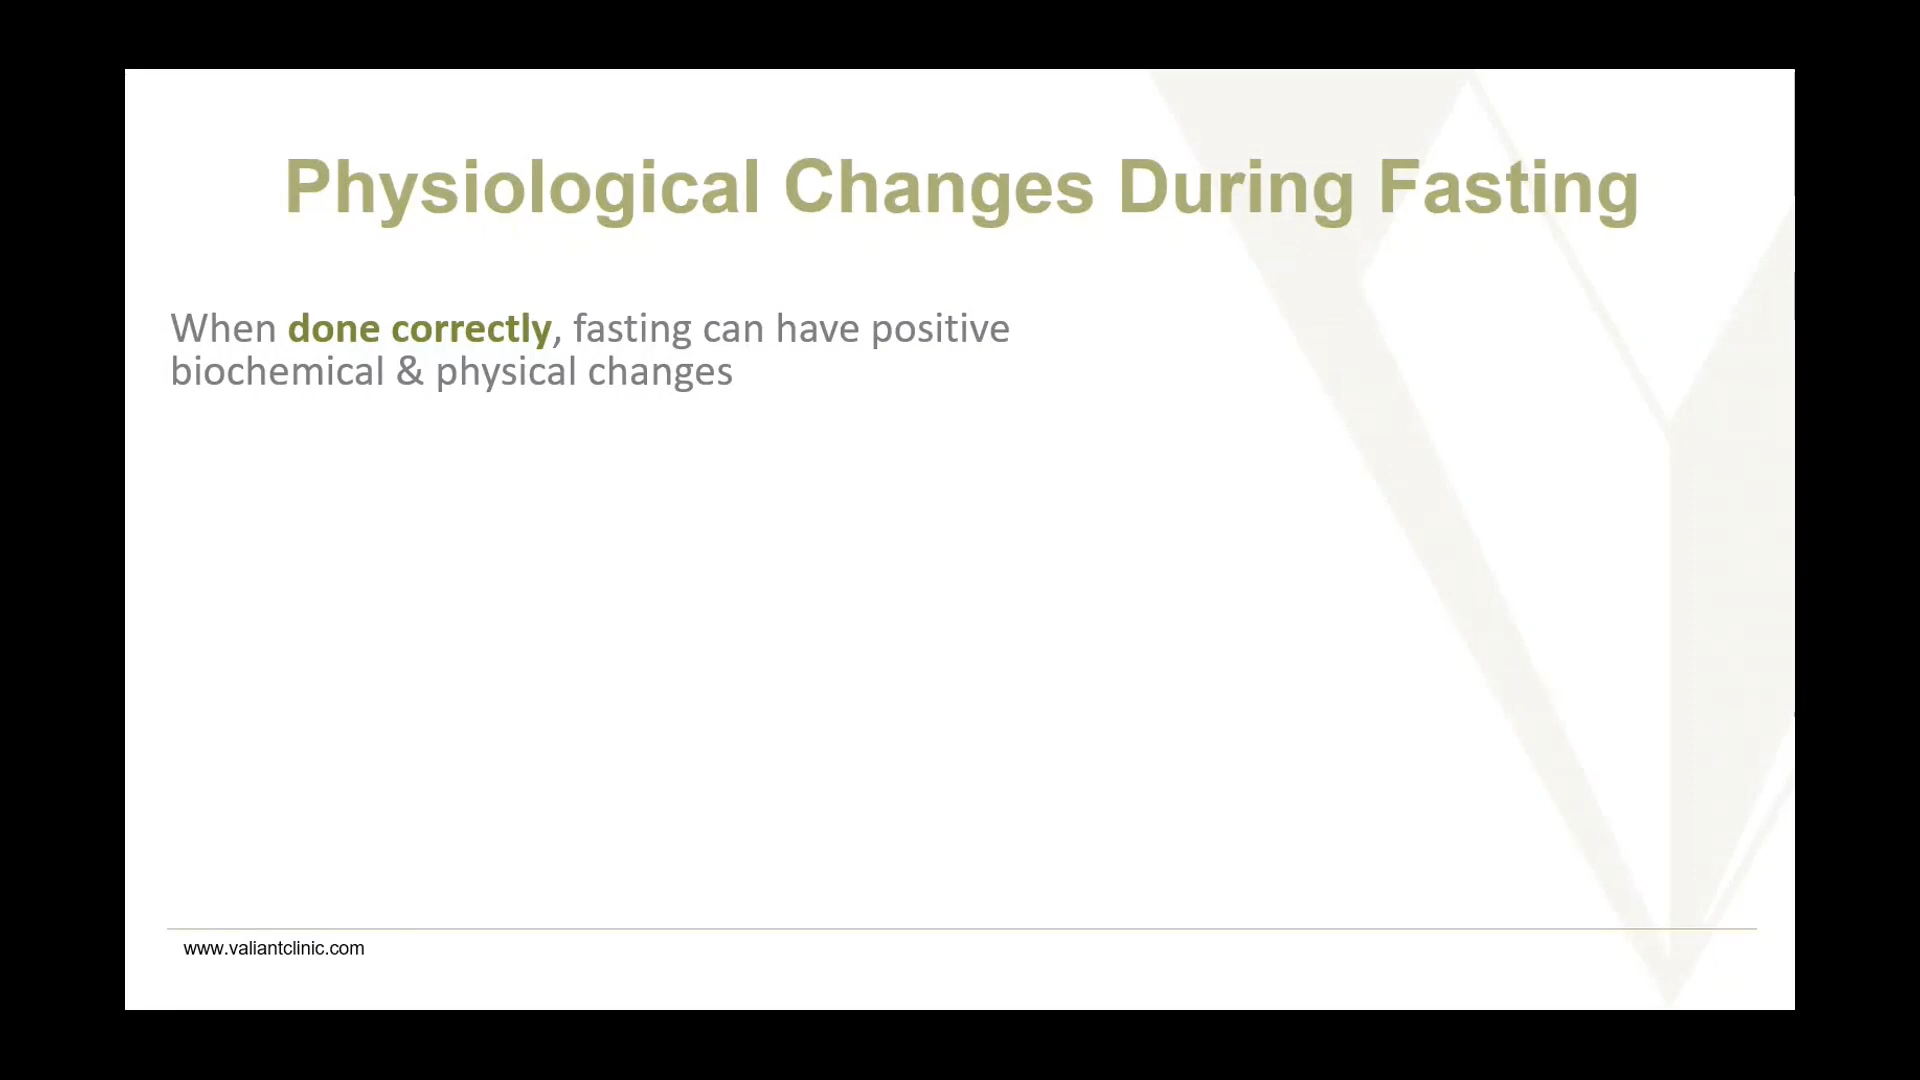 Physiological Changes During Fasting
When done correctly, fasting can have positive
biochemical & physical changes
www.valiantclinic.com